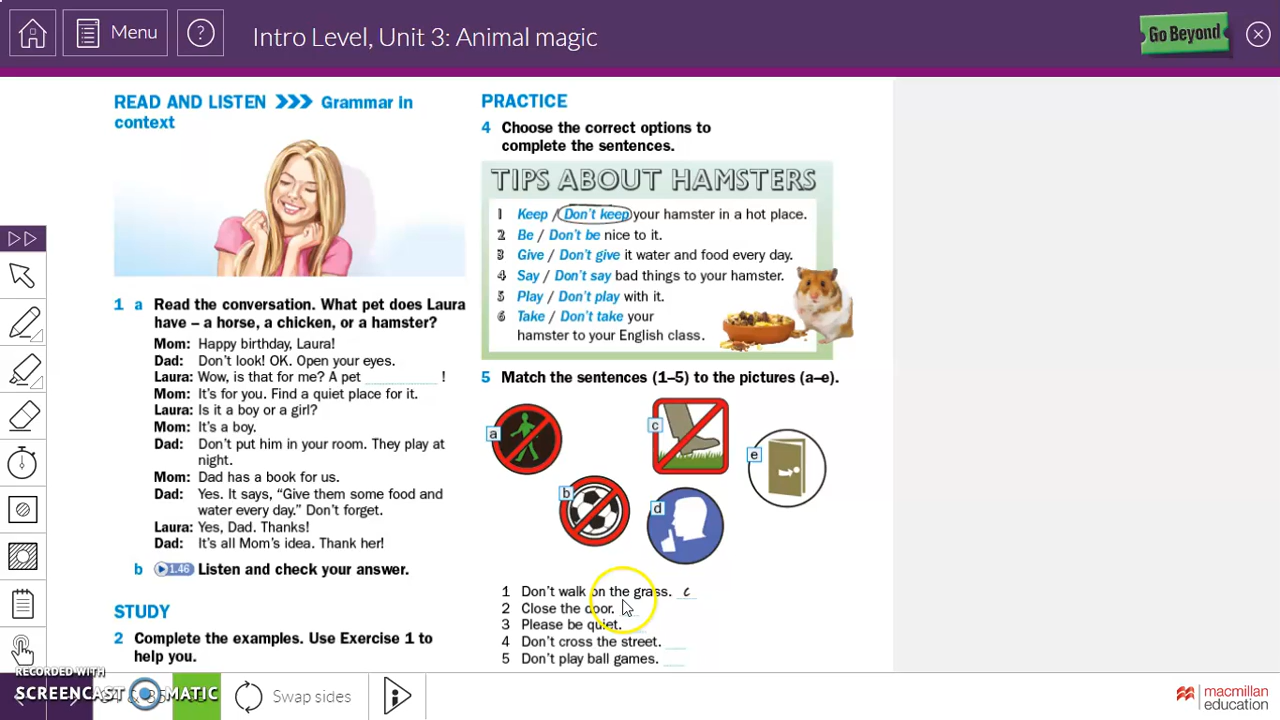 Menu
?
Intro Level, Unit 3: Animal magic
Go Beyond
READ AND LISTEN >>> Grammar in
context
1 a Read the conversation. What pet does Laura
have – a horse, a chicken, or a hamster?
Mom: Happy birthday, Laura!
Dad: Don't look! OK. Open your eyes.
Laura: Wow, is that for me? A pet !
Mom: It's for you. Find a quiet place for it.
Laura: Is it a boy or a girl?
Mom: It's a boy.
Dad: Don't put him in your room. They play at
night.
Mom: Dad has a book for us.
Dad: Yes. It says, "Give them some food and
water every day." Don't forget.
Laura: Yes, Dad. Thanks!
Dad: It's all Mom's idea. Thank her!
b 1.46 Listen and check your answer.
STUDY
2 Complete the examples. Use Exercise 1 to
help you.
PRACTICE
4 Choose the correct options to
complete the sentences.
TIPS ABOUT HAMSTERS
1 Keep / Don't keep your hamster in a hot place.
2 Be / Don't be nice to it.
3 Give / Don't give it water and food every day.
4 Say / Don't say bad things to your hamster.
5 Play / Don't play with it.
6 Take / Don't take your
hamster to your English class.
5 Match the sentences (1–5) to the pictures (a–e).
a
c
e
b
d
1 Don't walk on the grass. c
2 Close the door.
3 Please be quiet.
4 Don't cross the street.
5 Don't play ball games.
RECORDED WITH
SCREENCAST MATIC
Swap sides
macmillan
education